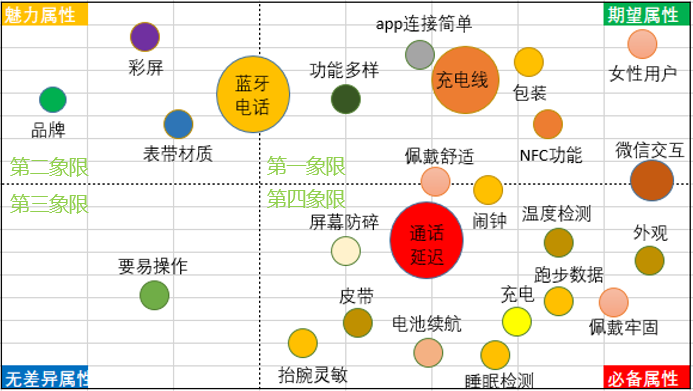 魅力属性
期望属性
app连接简单
彩屏
功能多样
女性用户
蓝牙
电话
充电线
包装
品牌
表带材质
NFC功能
佩戴舒适
微信交互
第二象限
第一象限
第三象限
第四象限
屏幕防碎
闹钟
温度检测
通话
延迟
外观
要易操作
跑步数据
皮带
充电
电池续航
佩戴牢固
抬腕灵敏
睡眠检测
无差异属性
必备属性